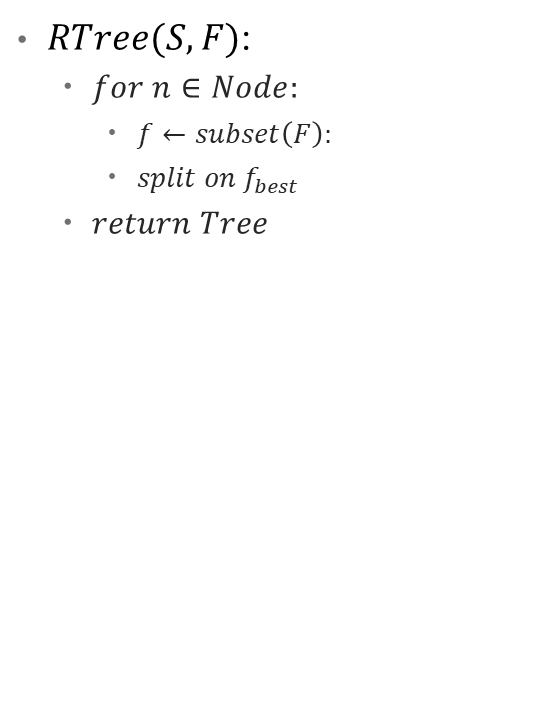 • RTree(S, F):
• for n ∈ Node:
• f ← subset(F):
• split on f_best
• return Tree